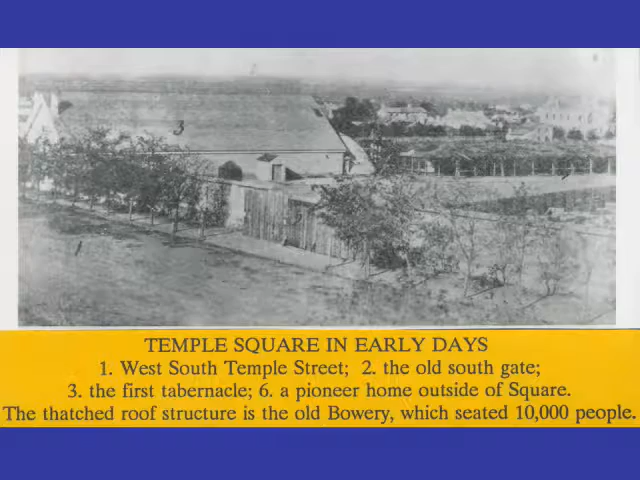 3
1
TEMPLE SQUARE IN EARLY DAYS
1. West South Temple Street; 2. the old south gate;
3. the first tabernacle; 6. a pioneer home outside of Square.
The thatched roof structure is the old Bowery, which seated 10,000 people.